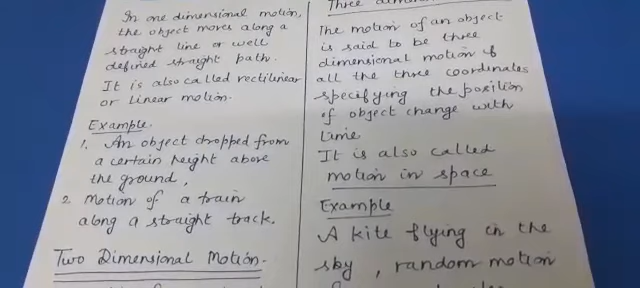 In one dimensional motion,
the object moves along a
straight line or well
defined straight path.
It is also called rectilinear
or linear motion.
Example.
1. An object dropped from
a certain height above
the ground,
2. Motion of a train
along a straight track.
Two Dimensional Motion.
Three
The motion of an object
is said to be three
dimensional motion if
all the three coordinates
specifying the position
of object change with
time.
It is also called
motion in space
Example
A kite flying in the
sky, random motion